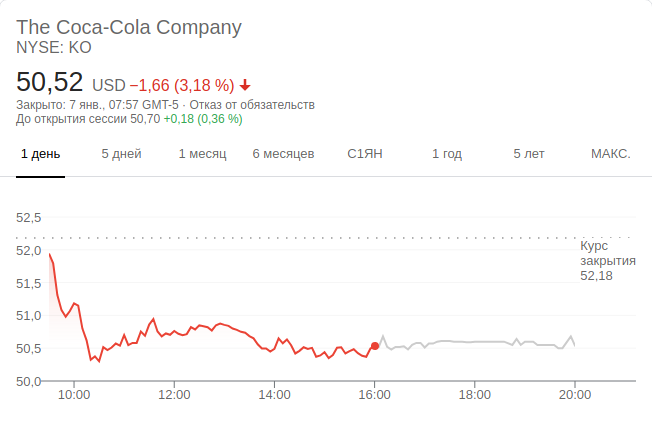 The Coca-Cola Company
NYSE: KO
50,52 USD −1,66 (3,18 %)
Закрыто: 7 янв., 07:57 GMT-5 · Отказ от обязательств
До открытия сессии 50,70 +0,18 (0,36 %)
1 день 5 дней 1 месяц 6 месяцев С1ЯН 1 год 5 лет МАКС.
52,5
Курс
52,0
закрытия
52,18
51,5
51,0
50,5
50,0
10:00 12:00 14:00 16:00 18:00 20:00